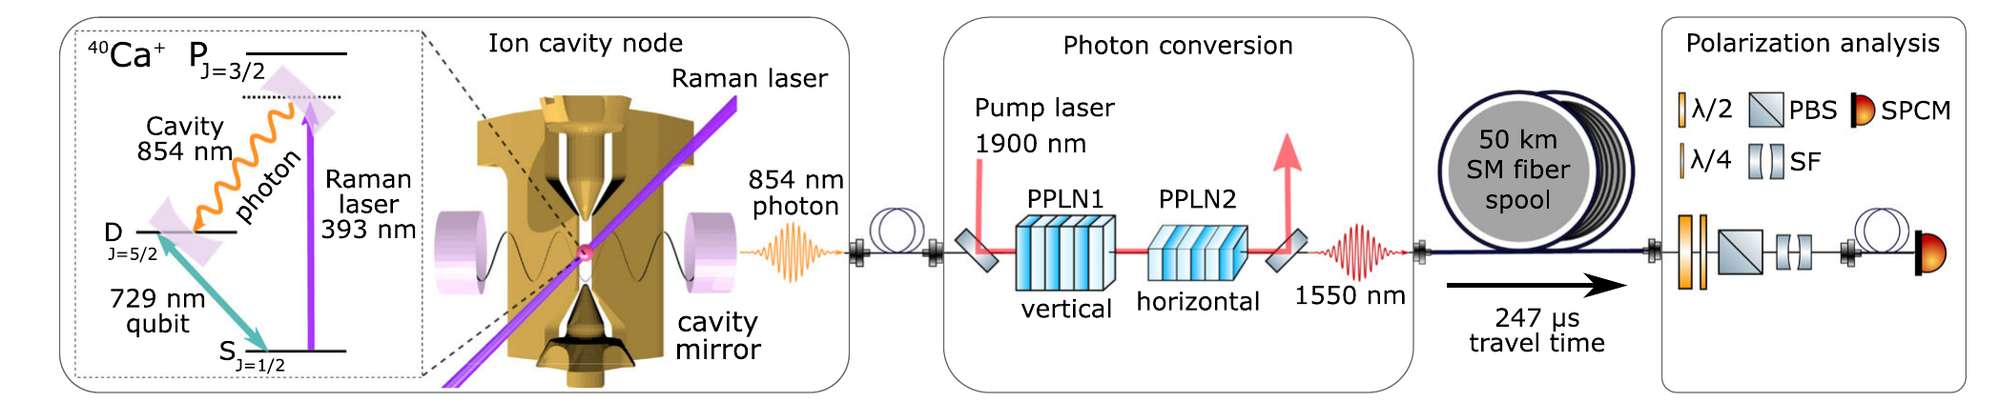 Ion cavity node
⁴⁰Ca⁺
P J=3/2
Cavity
854 nm
photon
Raman
laser
393 nm
D J=5/2
729 nm
qubit
S J=1/2
Raman laser
cavity
mirror
854 nm
photon
Photon conversion
Pump laser
1900 nm
PPLN1
vertical
PPLN2
horizontal
1550 nm
50 km
SM fiber
spool
247 μs
travel time
Polarization analysis
λ/2
PBS
SPCM
λ/4
SF